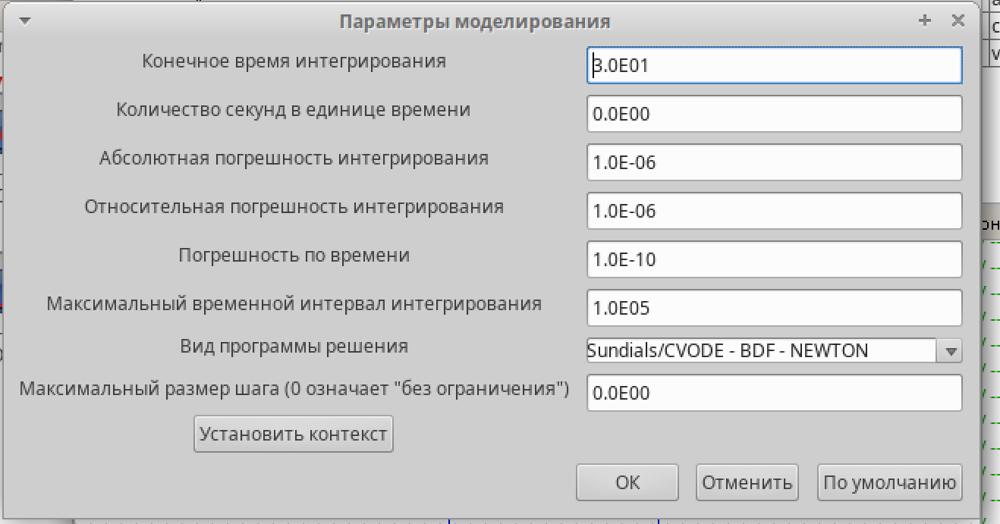 Параметры моделирования
Конечное время интегрирования 3.0E01
Количество секунд в единице времени 0.0E00
Абсолютная погрешность интегрирования 1.0E-06
Относительная погрешность интегрирования 1.0E-06
Погрешность по времени 1.0E-10
Максимальный временной интервал интегрирования 1.0E05
Вид программы решения Sundials/CVODE - BDF - NEWTON
Максимальный размер шага (0 означает "без ограничения") 0.0E00
Установить контекст
ОК Отменить По умолчанию